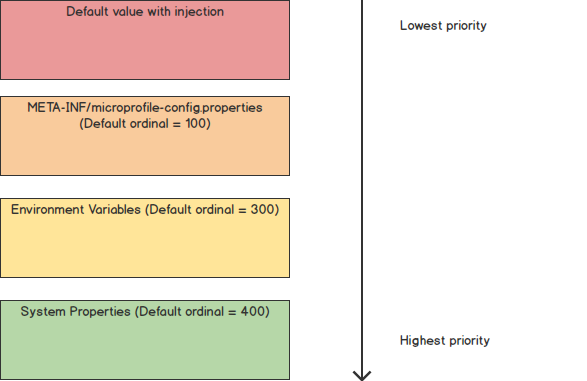 Default value with injection
Lowest priority
META-INF/microprofile-config.properties
(Default ordinal = 100)
Environment Variables (Default ordinal = 300)
System Properties (Default ordinal = 400)
Highest priority